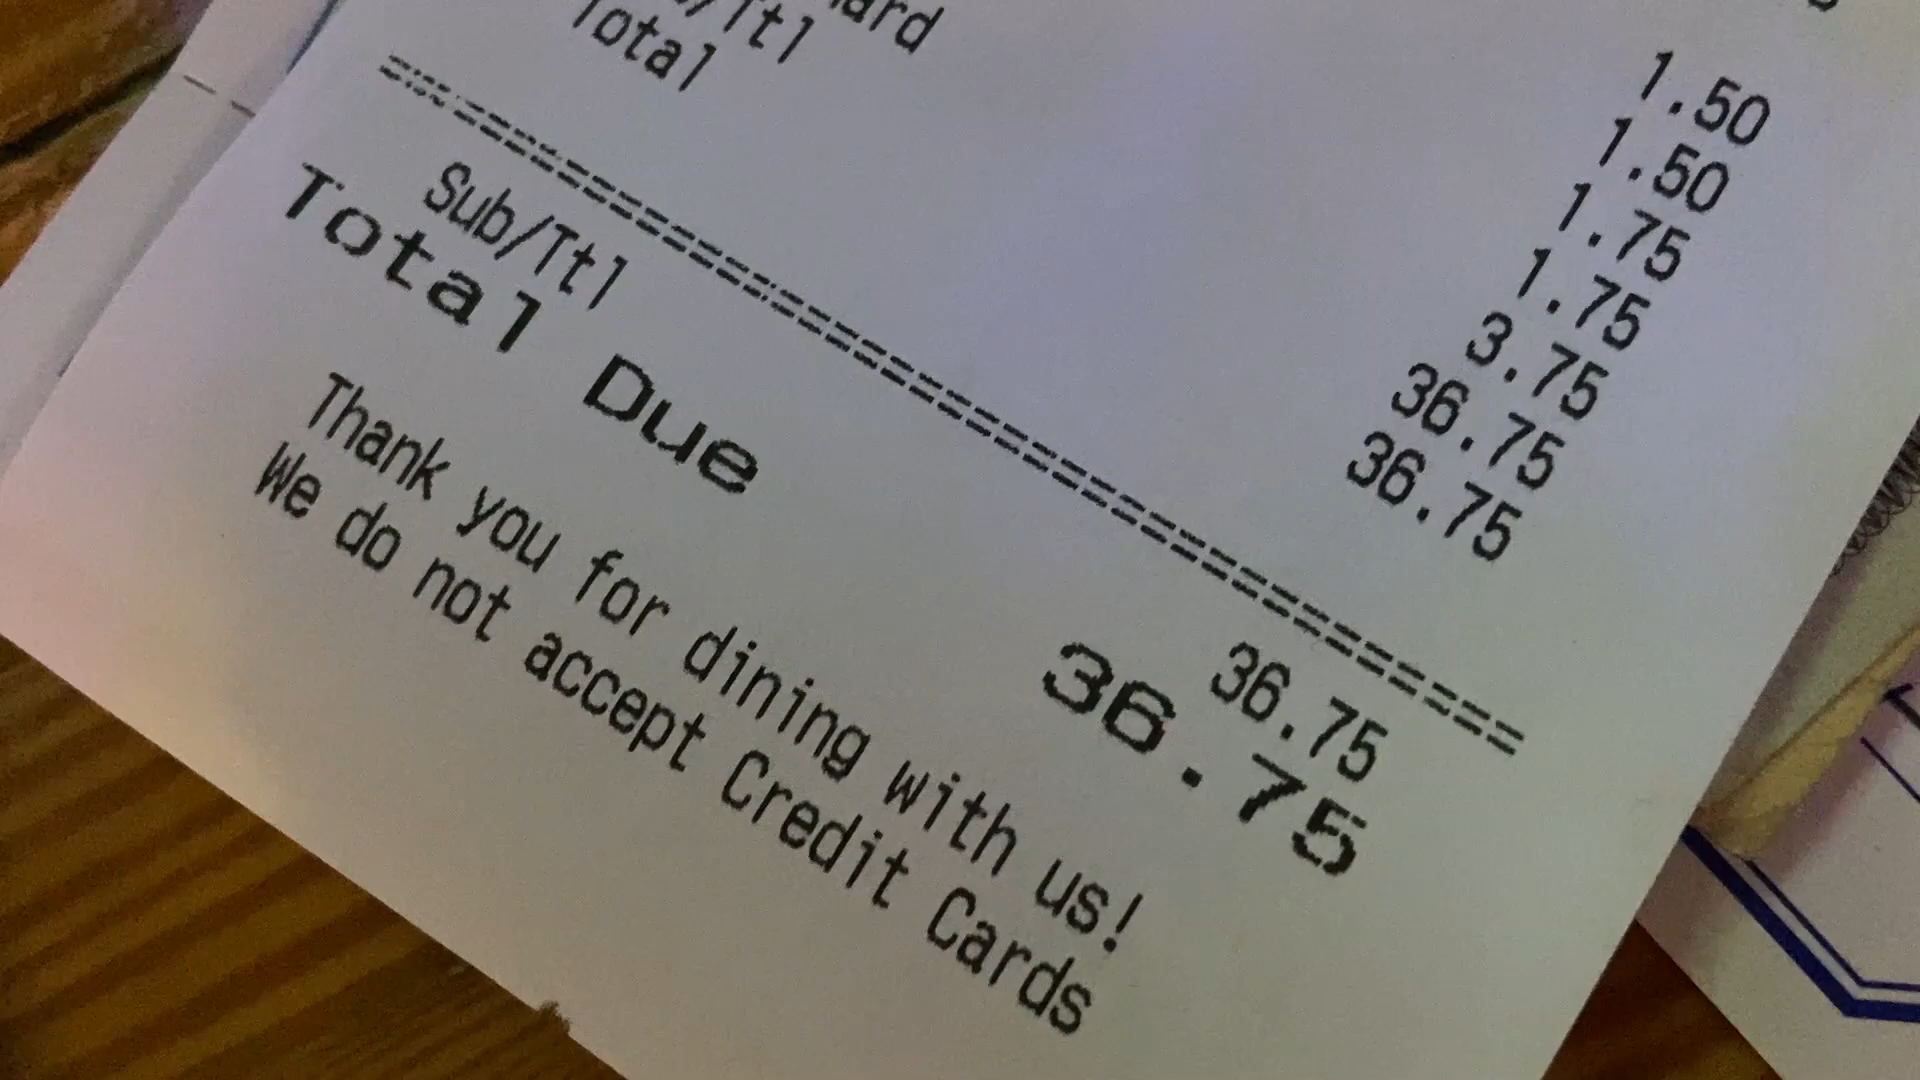 1.50
1.50
1.75
1.75
3.75
/Ttl 36.75
Total 36.75
Sub/Ttl 36.75
Total Due 36.75
Thank you for dining with us!
We do not accept Credit Cards